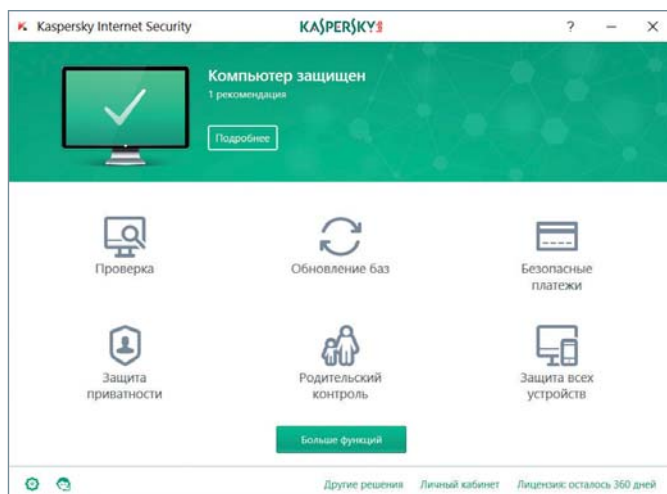 Kaspersky Internet Security
KASPERSKY lab
? — ×
Компьютер защищен
1 рекомендация
Подробнее
Проверка
Обновление баз
Безопасные
платежи
Защита
приватности
Родительский
контроль
Защита всех
устройств
Больше функций
Другие решения Личный кабинет Лицензия: осталось 360 дней